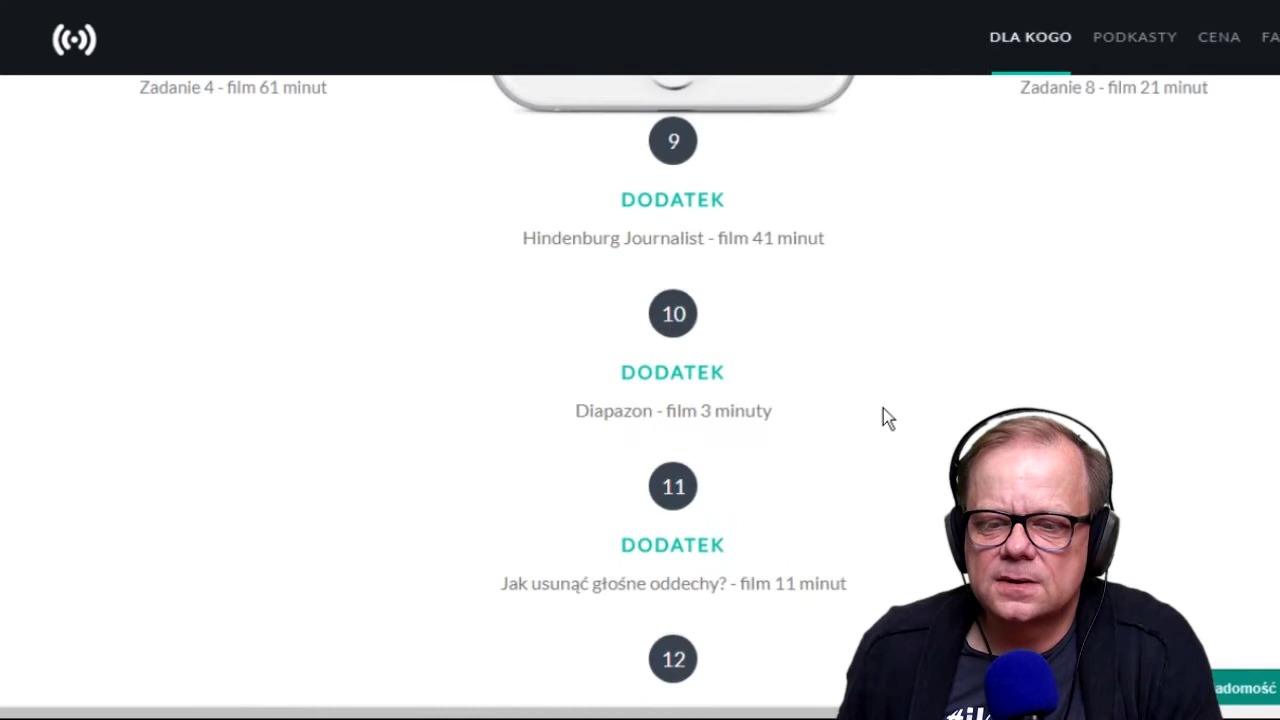 DLA KOGO PODKASTY CENA
Zadanie 4 - film 61 minut
Zadanie 8 - film 21 minut
9
DODATEK
Hindenburg Journalist - film 41 minut
10
DODATEK
Diapazon - film 3 minuty
11
DODATEK
Jak usunąć głośne oddechy? - film 11 minut
12